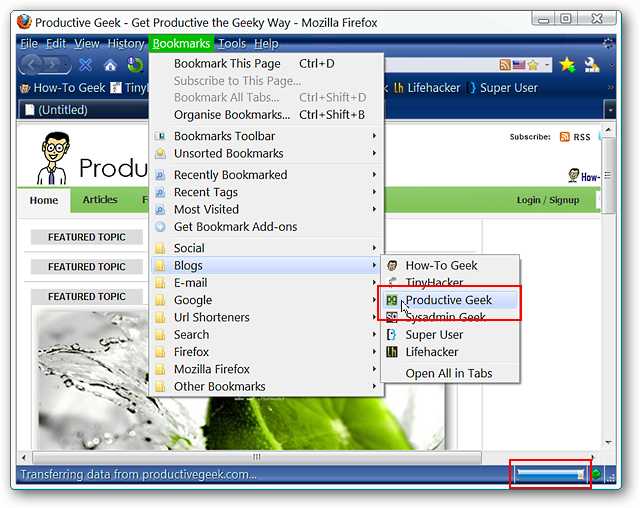 Productive Geek - Get Productive the Geeky Way - Mozilla Firefox
File Edit View History Bookmarks Tools Help
How-To Geek
Lifehacker
Super User
(Untitled)
Bookmark This Page Ctrl+D
Subscribe to This Page...
Bookmark All Tabs... Ctrl+Shift+D
Organise Bookmarks... Ctrl+Shift+B
Bookmarks Toolbar
Unsorted Bookmarks
Recently Bookmarked
Recent Tags
Most Visited
Get Bookmark Add-ons
Social
Blogs
E-mail
Google
Url Shorteners
Search
Firefox
Mozilla Firefox
Other Bookmarks
How-To Geek
TinyHacker
Productive Geek
Sysadmin Geek
Super User
Lifehacker
Open All in Tabs
Subscribe: RSS
Produ
How-
Home Articles F
Login / Signup
FEATURED TOPIC
FEATURED TOPIC
FEATURED TOPIC
Transferring data from productivegeek.com...